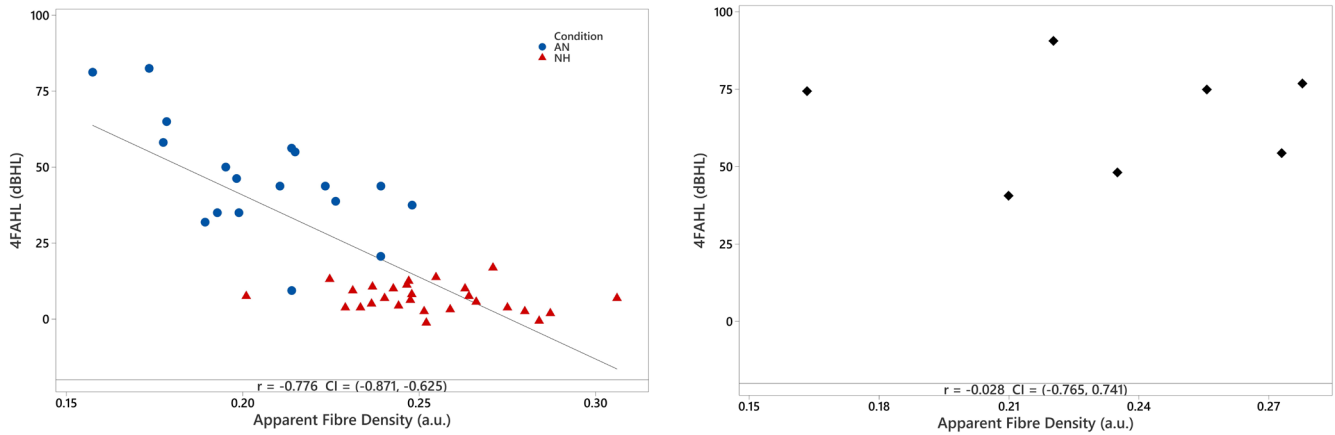 100
75
50
25
0
4FAHL (dBHL)
Condition
AN
NH
r = -0.776 CI = (-0.871, -0.625)
0.15
0.20
0.25
0.30
Apparent Fibre Density (a.u.)
100
75
50
25
0
4FAHL (dBHL)
r = -0.028 CI = (-0.765, 0.741)
0.15
0.18
0.21
0.24
0.27
Apparent Fibre Density (a.u.)